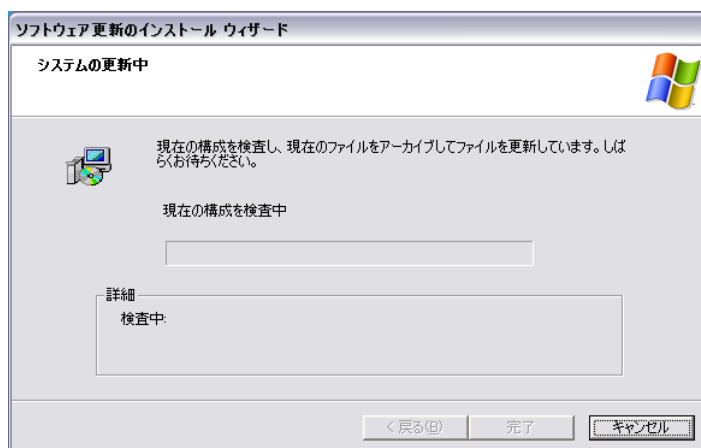 ソフトウェア更新のインストール ウィザード
システムの更新中
現在の構成を検査し、現在のファイルをアーカイブしてファイルを更新しています。しば
らくお待ちください。
現在の構成を検査中
詳細
検査中:
< 戻る(B)
完了
キャンセル